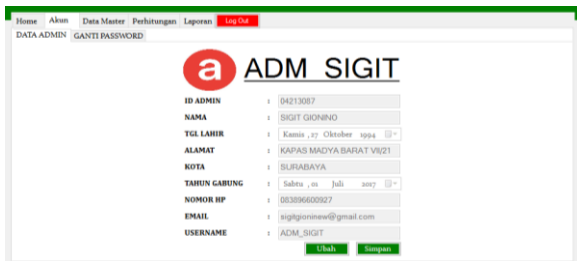 Home Akun Data Master Perhitungan Laporan Log Out
DATA ADMIN GANTI PASSWORD
a ADM_SIGIT
ID ADMIN : 04213087
NAMA : SIGIT GIONINO
TGL LAHIR : Kamis , 27 Oktober 1994
ALAMAT : KAPAS MADYA BARAT VII/21
KOTA : SURABAYA
TAHUN GABUNG : Sabtu , 01 Juli 2017
NOMOR HP : 083896600927
EMAIL : sigitgioninew@gmail.com
USERNAME : ADM_SIGIT
Ubah Simpan